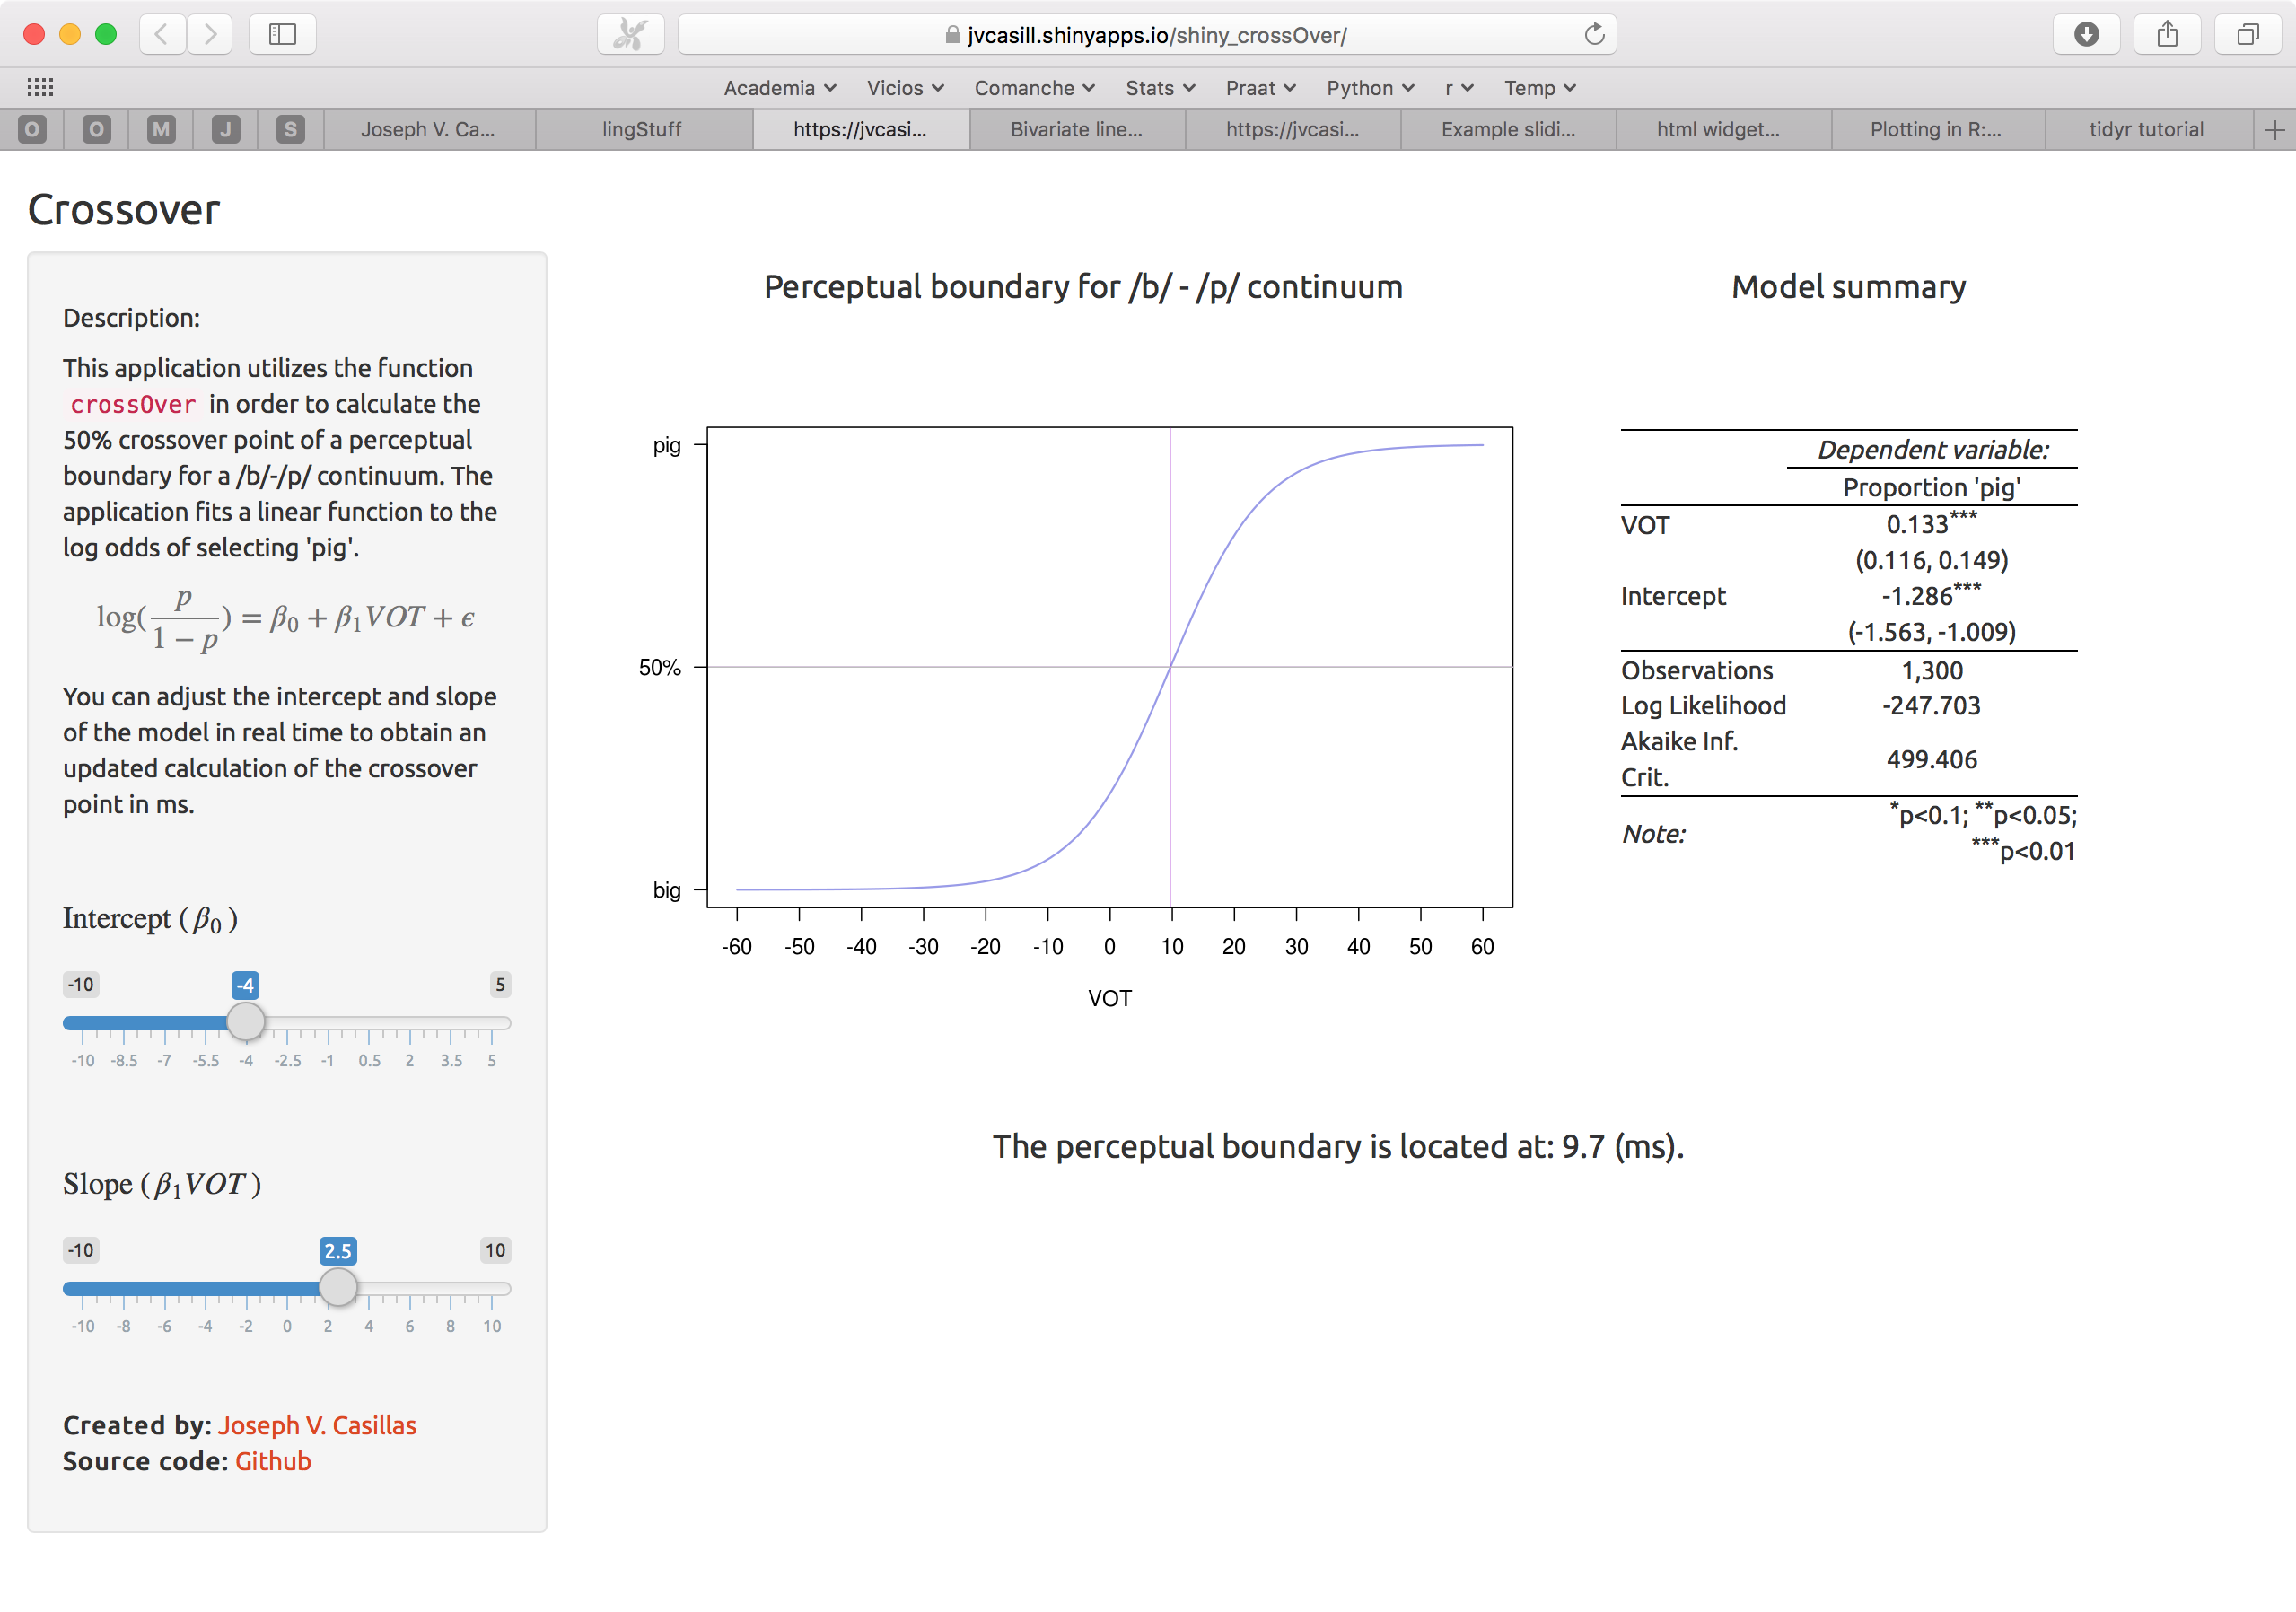 jvcasill.shinyapps.io/shiny_crossOver/
Academia Vicios Comanche Stats Praat Python r Temp
O O M J S Joseph V. Ca... lingStuff https://jvcasi... Bivariate line... https://jvcasi... Example slidi... html widget... Plotting in R:... tidyr tutorial
Crossover
Description:
This application utilizes the function
crossOver in order to calculate the
50% crossover point of a perceptual
boundary for a /b/-/p/ continuum. The
application fits a linear function to the
log odds of selecting 'pig'.
log(p/(1 − p)) = β0 + β1VOT + ϵ
You can adjust the intercept and slope
of the model in real time to obtain an
updated calculation of the crossover
point in ms.
Intercept (β0)
-10 -4 5
-10 -8.5 -7 -5.5 -4 -2.5 -1 0.5 2 3.5 5
Slope (β1VOT)
-10 2.5 10
-10 -8 -6 -4 -2 0 2 4 6 8 10
Created by: Joseph V. Casillas
Source code: Github
Perceptual boundary for /b/ - /p/ continuum
pig
50%
big
-60 -50 -40 -30 -20 -10 0 10 20 30 40 50 60
VOT
Model summary
Dependent variable:
Proportion 'pig'
VOT 0.133***
(0.116, 0.149)
Intercept -1.286***
(-1.563, -1.009)
Observations 1,300
Log Likelihood -247.703
Akaike Inf.
Crit. 499.406
Note: *p<0.1; **p<0.05;
***p<0.01
The perceptual boundary is located at: 9.7 (ms).